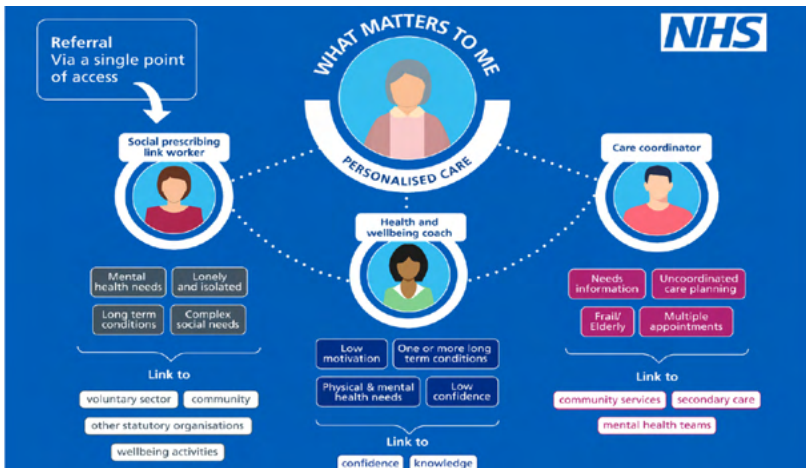 Referral
Via a single point
of access
WHAT MATTERS TO ME
PERSONALISED CARE
NHS
Social prescribing
link worker
Mental
health needs
Lonely
and isolated
Long term
conditions
Complex
social needs
Link to
voluntary sector
community
other statutory organisations
wellbeing activities
Health and
wellbeing coach
Low
motivation
One or more long
term conditions
Physical & mental
health needs
Low
confidence
Link to
confidence
knowledge
Care coordinator
Needs
information
Uncoordinated
care planning
Frail/
Elderly
Multiple
appointments
Link to
community services
secondary care
mental health teams